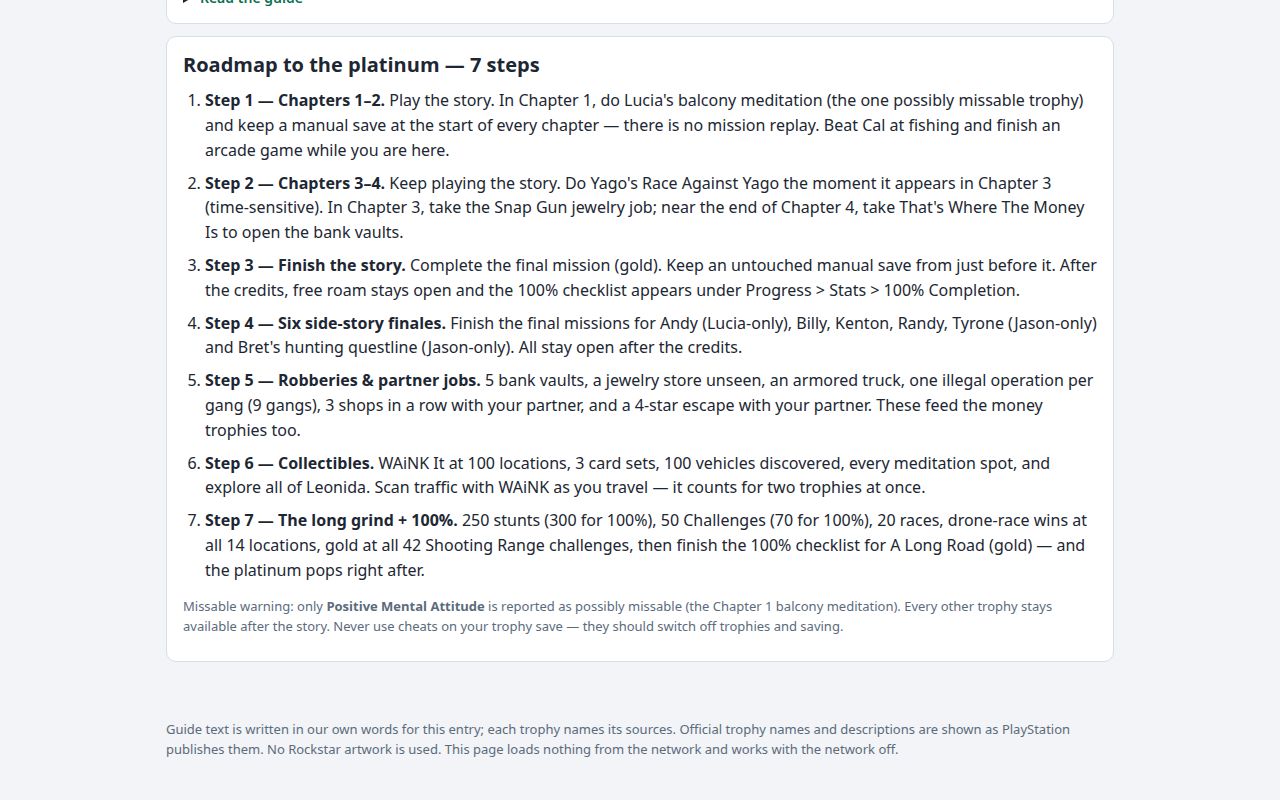 Read the guide
Roadmap to the platinum — 7 steps
1. Step 1 — Chapters 1–2. Play the story. In Chapter 1, do Lucia's balcony meditation (the one possibly missable trophy)
and keep a manual save at the start of every chapter — there is no mission replay. Beat Cal at fishing and finish an
arcade game while you are here.
2. Step 2 — Chapters 3–4. Keep playing the story. Do Yago's Race Against Yago the moment it appears in Chapter 3
(time-sensitive). In Chapter 3, take the Snap Gun jewelry job; near the end of Chapter 4, take That's Where The Money
Is to open the bank vaults.
3. Step 3 — Finish the story. Complete the final mission (gold). Keep an untouched manual save from just before it. After
the credits, free roam stays open and the 100% checklist appears under Progress > Stats > 100% Completion.
4. Step 4 — Six side-story finales. Finish the final missions for Andy (Lucia-only), Billy, Kenton, Randy, Tyrone (Jason-only)
and Bret's hunting questline (Jason-only). All stay open after the credits.
5. Step 5 — Robberies & partner jobs. 5 bank vaults, a jewelry store unseen, an armored truck, one illegal operation per
gang (9 gangs), 3 shops in a row with your partner, and a 4-star escape with your partner. These feed the money
trophies too.
6. Step 6 — Collectibles. WAiNK It at 100 locations, 3 card sets, 100 vehicles discovered, every meditation spot, and
explore all of Leonida. Scan traffic with WAiNK as you travel — it counts for two trophies at once.
7. Step 7 — The long grind + 100%. 250 stunts (300 for 100%), 50 Challenges (70 for 100%), 20 races, drone-race wins at
all 14 locations, gold at all 42 Shooting Range challenges, then finish the 100% checklist for A Long Road (gold) — and
the platinum pops right after.
Missable warning: only Positive Mental Attitude is reported as possibly missable (the Chapter 1 balcony meditation). Every other trophy stays
available after the story. Never use cheats on your trophy save — they should switch off trophies and saving.
Guide text is written in our own words for this entry; each trophy names its sources. Official trophy names and descriptions are shown as PlayStation
publishes them. No Rockstar artwork is used. This page loads nothing from the network and works with the network off.